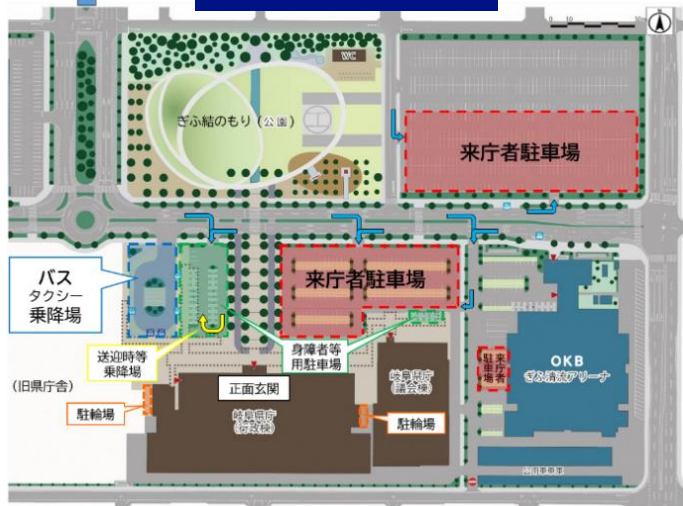 WC
ぎふ結のもり(公園)
来庁者駐車場
バス
タクシー
乗降場
来庁者駐車場
送迎時等
乗降場
身障者等
用駐車場
来庁者
駐車場
OKB
ぎふ清流アリーナ
(旧県庁舎)
正面玄関
岐阜県庁
(議会棟)
駐輪場
岐阜県庁
(行政棟)
駐輪場